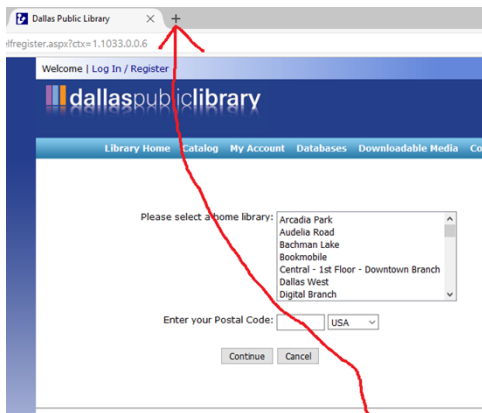 Dallas Public Library
elfregister.aspx?ctx=1.1033.0.0.6
Welcome | Log In / Register
dallaspubliclibrary
Library Home Catalog My Account Databases Downloadable Media Co
Please select a home library:
Arcadia Park
Audelia Road
Bachman Lake
Bookmobile
Central - 1st Floor - Downtown Branch
Dallas West
Digital Branch
Enter your Postal Code: USA
Continue Cancel